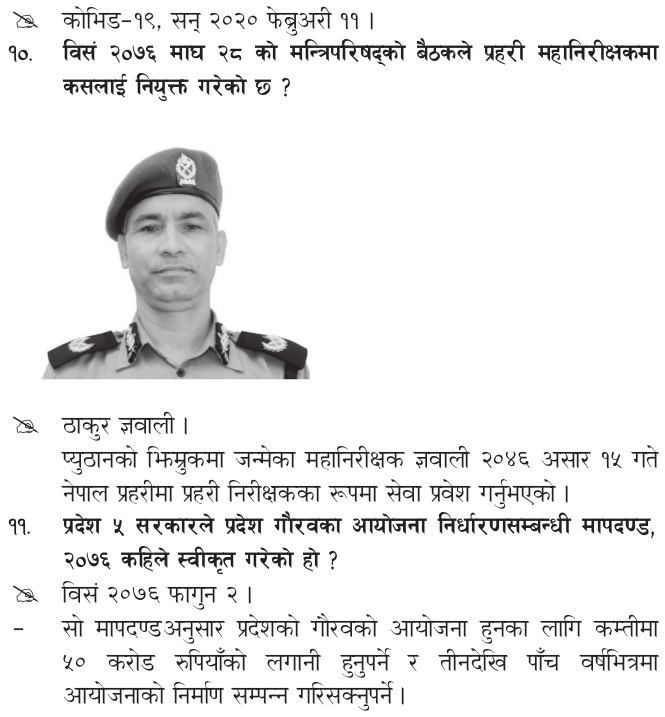 कोभिड-१९, सन् २०२० फेब्रुअरी ११ ।
१०. विसं २०७६ माघ २८ को मन्त्रिपरिषद्को बैठकले प्रहरी महानिरीक्षकमा
कसलाई नियुक्त गरेको छ ?
ठाकुर ज्ञवाली ।
प्युठानको झिम्रुकमा जन्मेका महानिरीक्षक ज्ञवाली २०४६ असार १५ गते
नेपाल प्रहरीमा प्रहरी निरीक्षकका रूपमा सेवा प्रवेश गर्नुभएको ।
११. प्रदेश ५ सरकारले प्रदेश गौरवका आयोजना निर्धारणसम्बन्धी मापदण्ड,
२०७६ कहिले स्वीकृत गरेको हो ?
विसं २०७६ फागुन २ ।
- सो मापदण्डअनुसार प्रदेशको गौरवको आयोजना हुनका लागि कम्तीमा
५० करोड रुपियाँको लगानी हुनुपर्ने र तीनदेखि पाँच वर्षभित्रमा
आयोजनाको निर्माण सम्पन्न गरिसक्नुपर्ने ।